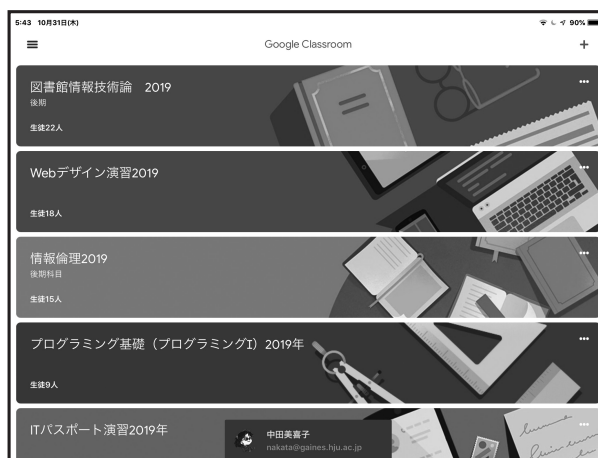 5:43 10月31日(木)
90%
Google Classroom
図書館情報技術論 2019
後期
生徒22人
Webデザイン演習2019
生徒18人
情報倫理2019
後期科目
生徒15人
プログラミング基礎(プログラミングI)2019年
生徒9人
ITパスポート演習2019年
中田美喜子
nakata@gaines.hju.ac.jp